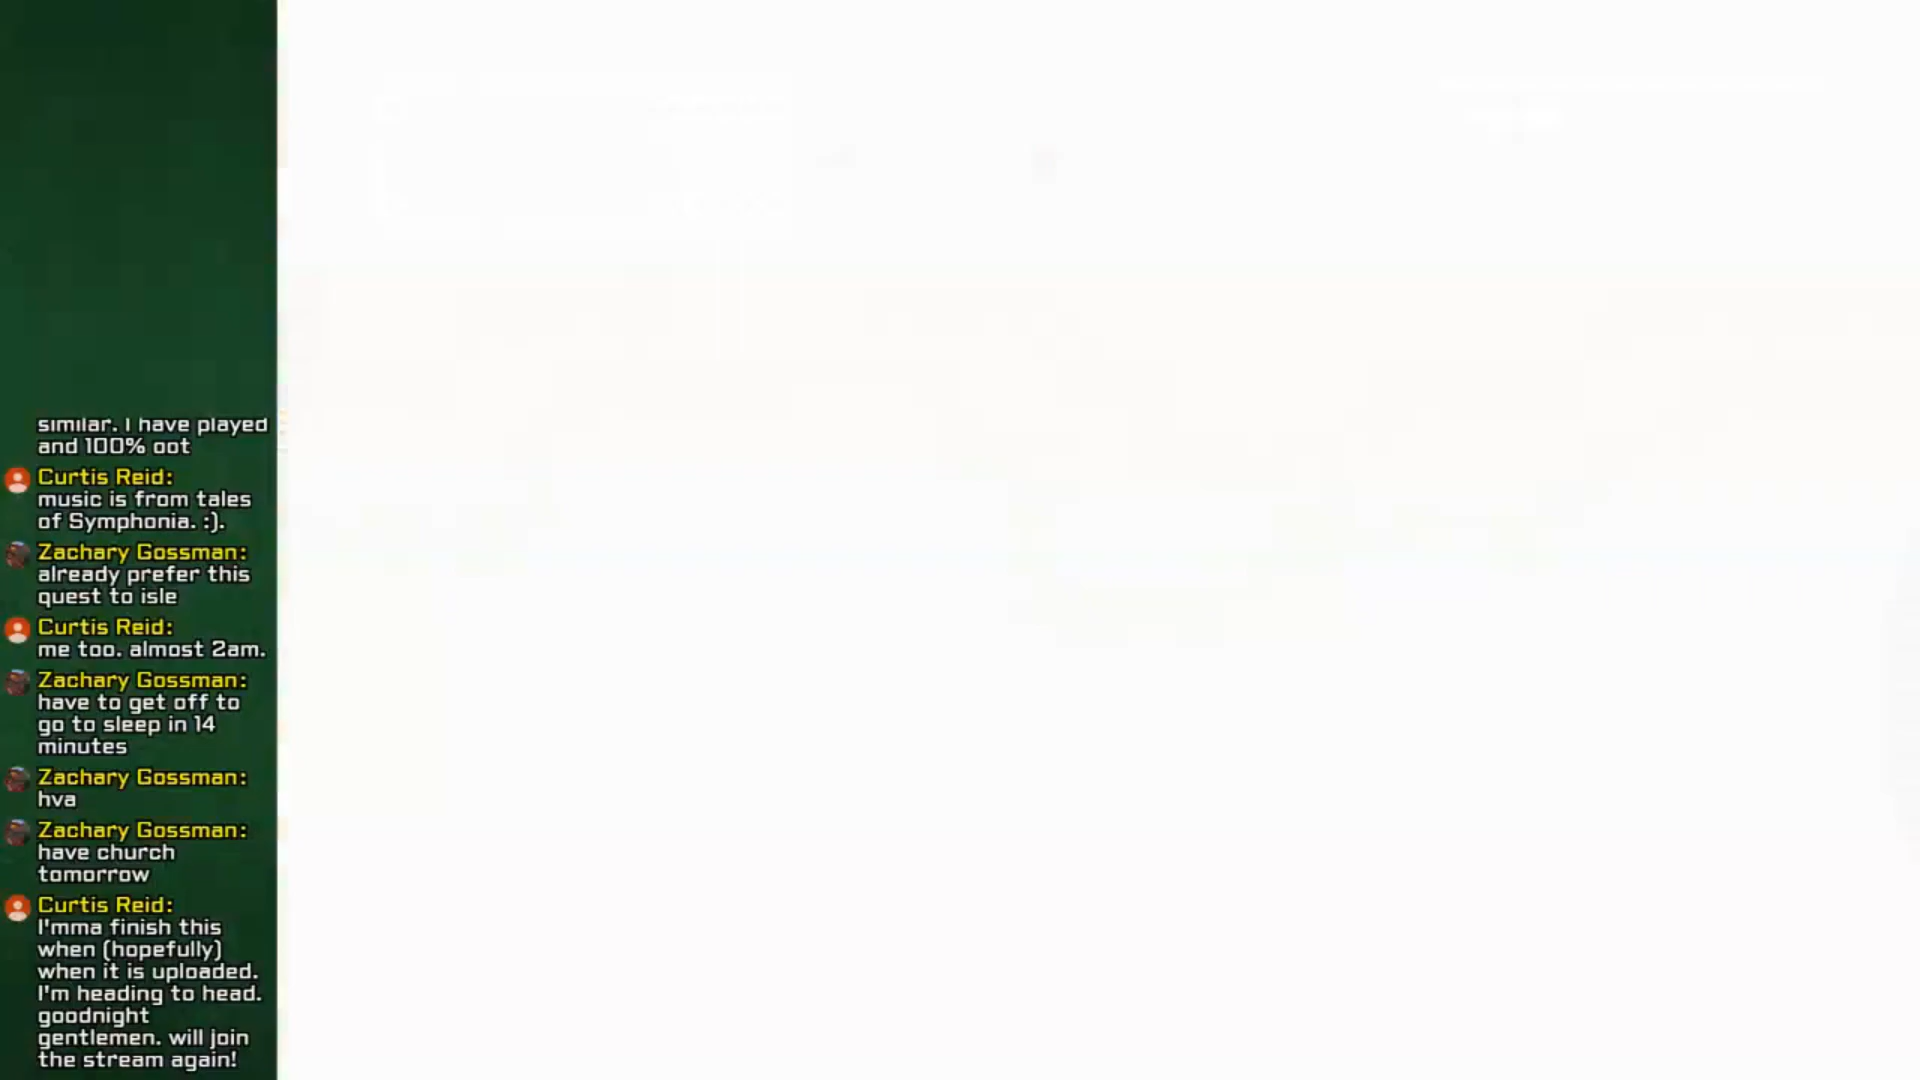 similar. I have played
and 100% oot
Curtis Reid:
music is from tales
of Symphonia. :).
Zachary Gossman:
already prefer this
quest to isle
Curtis Reid:
me too. almost 2am.
Zachary Gossman:
have to get off to
go to sleep in 14
minutes
Zachary Gossman:
hva
Zachary Gossman:
have church
tomorrow
Curtis Reid:
I'mma finish this
when (hopefully)
when it is uploaded.
I'm heading to head.
goodnight
gentlemen. will join
the stream again!